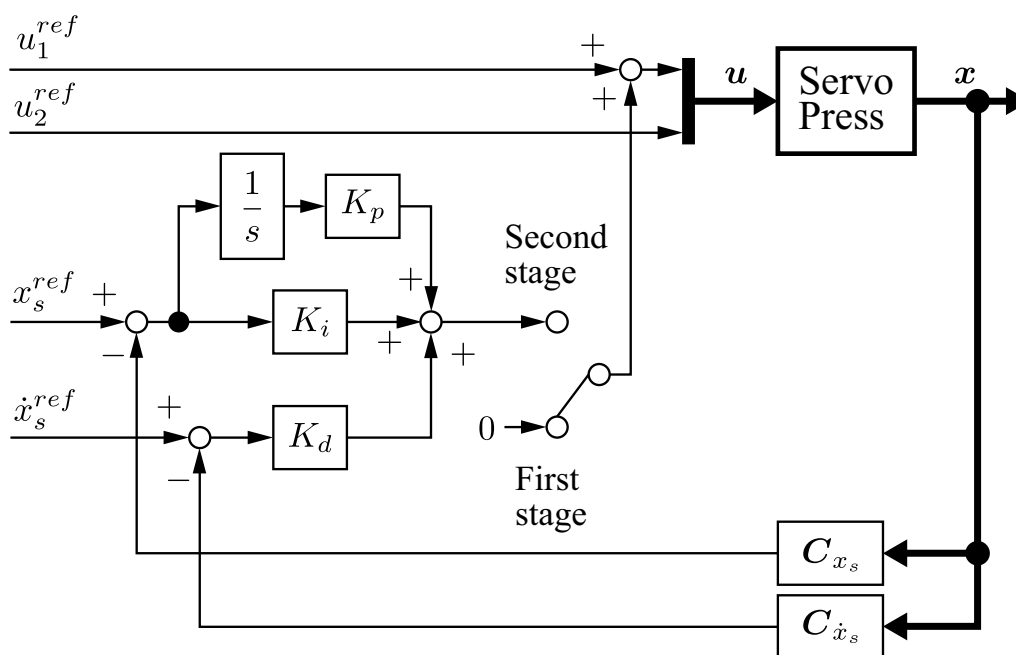 u_1^{ref}
+
u_2^{ref}
+
u
Servo
Press
x
1
s
K_p
Second
stage
x_s^{ref}
+
+
K_i
−
+
+
ẋ_s^{ref}
+
K_d
0
−
First
stage
C_{x_s}
C_{ẋ_s}